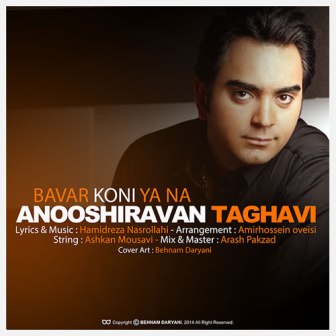 BAVAR KONI YA NA
ANOOSHIRAVAN TAGHAVI
Lyrics & Music : Hamidreza Nasrollahi - Arrangement : Amirhossein oveisi
String : Ashkan Mousavi - Mix & Master : Arash Pakzad
Cover Art : Behnam Daryani
Copyright © BEHNAM DARYANI. 2014 All Right Reserved.